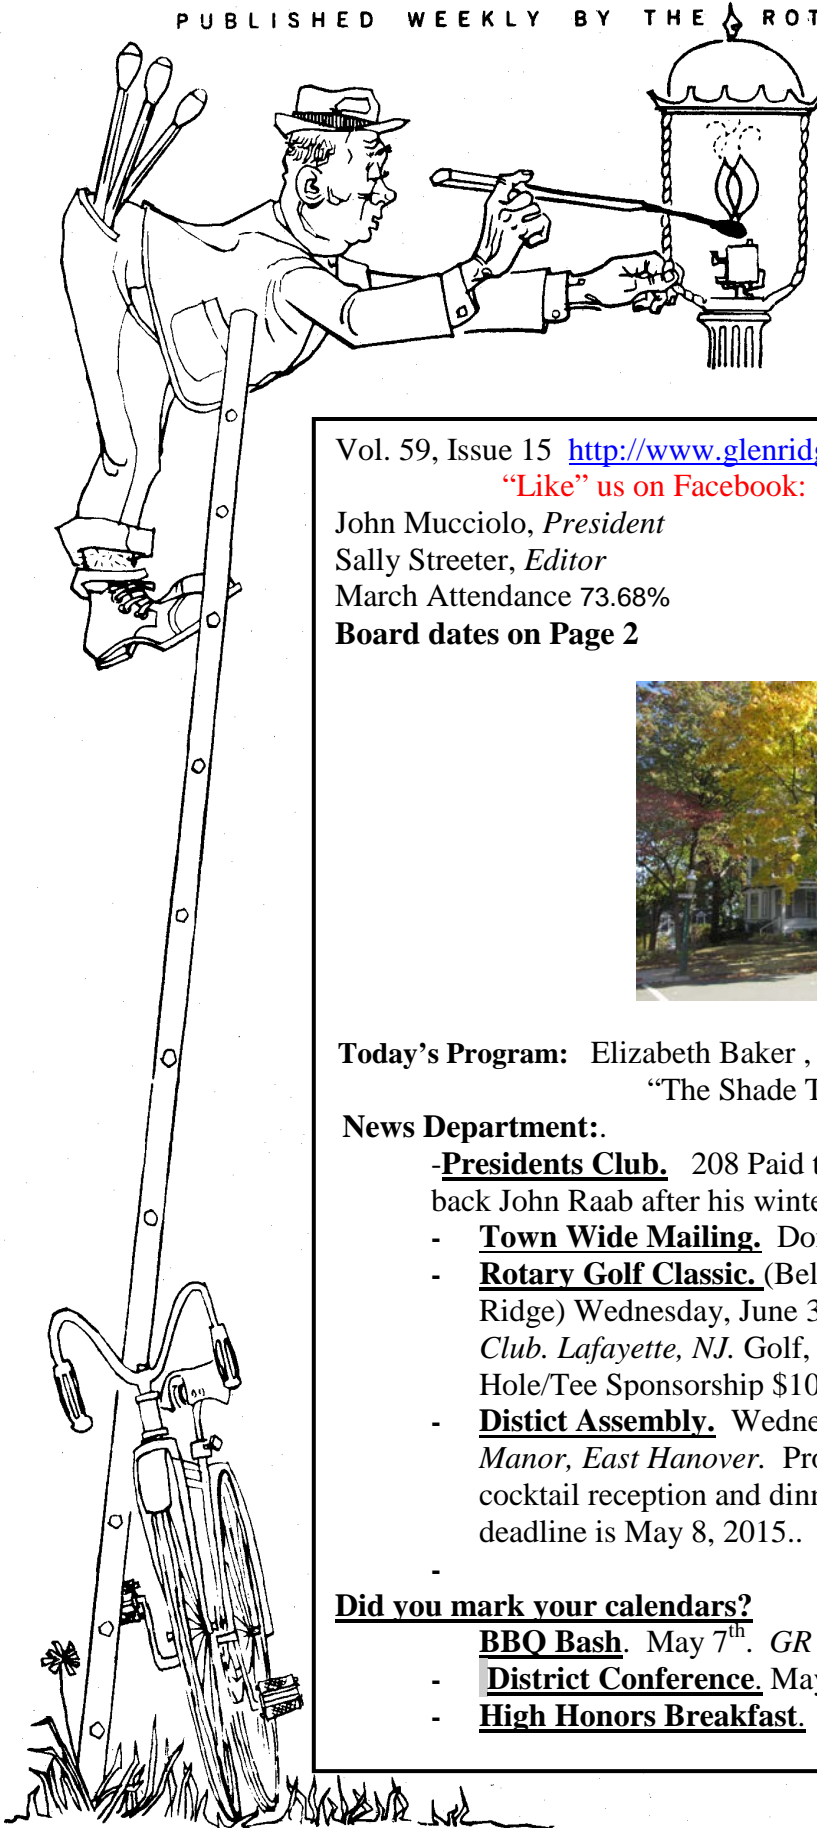 PUBLISHED WEEKLY BY THE ROT
Vol. 59, Issue 15 http://www.glenridg
“Like” us on Facebook:
John Mucciolo, President
Sally Streeter, Editor
March Attendance 73.68%
Board dates on Page 2
Today’s Program: Elizabeth Baker ,
“The Shade T
News Department:.
-Presidents Club. 208 Paid t
back John Raab after his winte
- Town Wide Mailing. Do
- Rotary Golf Classic. (Bel
Ridge) Wednesday, June 3
Club. Lafayette, NJ. Golf,
Hole/Tee Sponsorship $10
- Distict Assembly. Wedne
Manor, East Hanover. Pro
cocktail reception and dinn
deadline is May 8, 2015..
-
Did you mark your calendars?
BBQ Bash. May 7th. GR
- District Conference. May
- High Honors Breakfast.